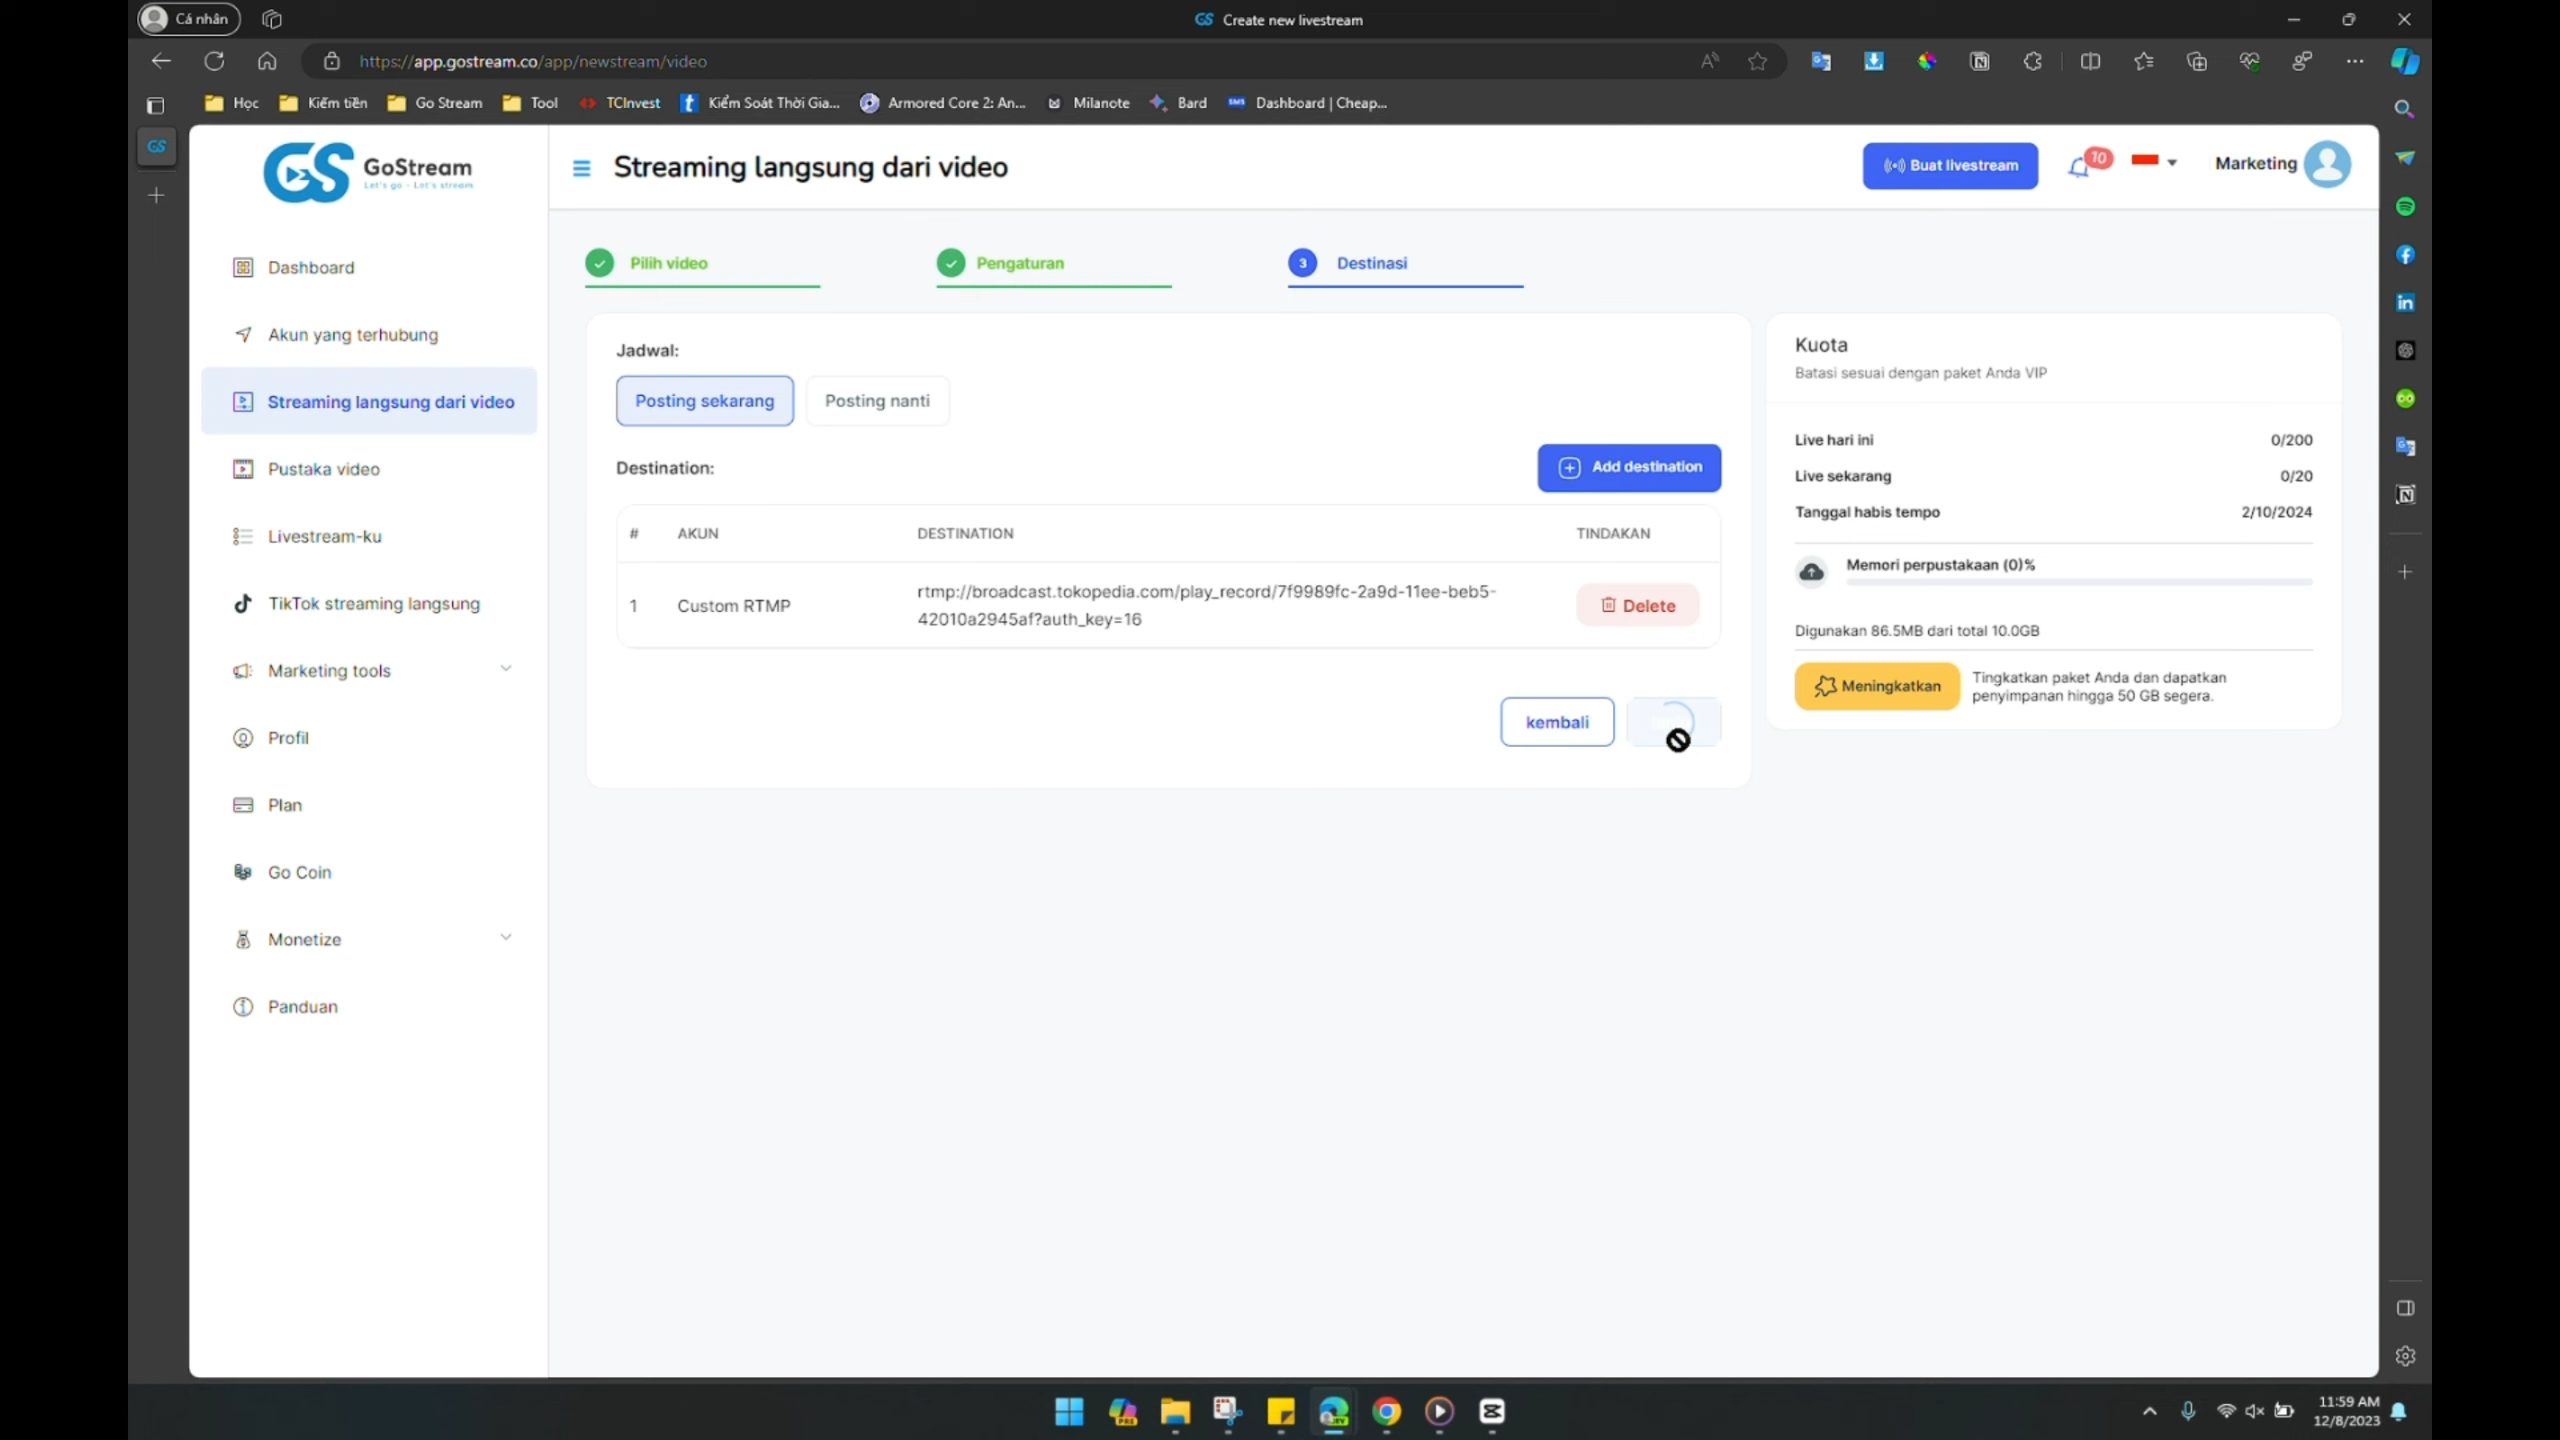 Cá nhân
Create new livestream
https://app.gostream.co/app/newstream/video
Học
Kiếm tiền
Go Stream
Tool
TCInvest
Kiểm Soát Thời Gia...
Armored Core 2: An...
Milanote
Bard
Dashboard | Cheap...
GoStream
Let's go - Let's stream
Streaming langsung dari video
Buat livestream
10
Marketing
Dashboard
Akun yang terhubung
Streaming langsung dari video
Pustaka video
Livestream-ku
TikTok streaming langsung
Marketing tools
Profil
Plan
Go Coin
Monetize
Panduan
Pilih video
Pengaturan
3 Destinasi
Jadwal:
Posting sekarang
Posting nanti
Destination:
Add destination
# AKUN DESTINATION TINDAKAN
1 Custom RTMP
rtmp://broadcast.tokopedia.com/play_record/7f9989fc-2a9d-11ee-beb5-
42010a2945af?auth_key=16
Delete
kembali
Kuota
Batasi sesuai dengan paket Anda VIP
Live hari ini 0/200
Live sekarang 0/20
Tanggal habis tempo 2/10/2024
Memori perpustakaan (0)%
Digunakan 86.5MB dari total 10.0GB
Meningkatkan
Tingkatkan paket Anda dan dapatkan
penyimpanan hingga 50 GB segera.
11:59 AM
12/8/2023